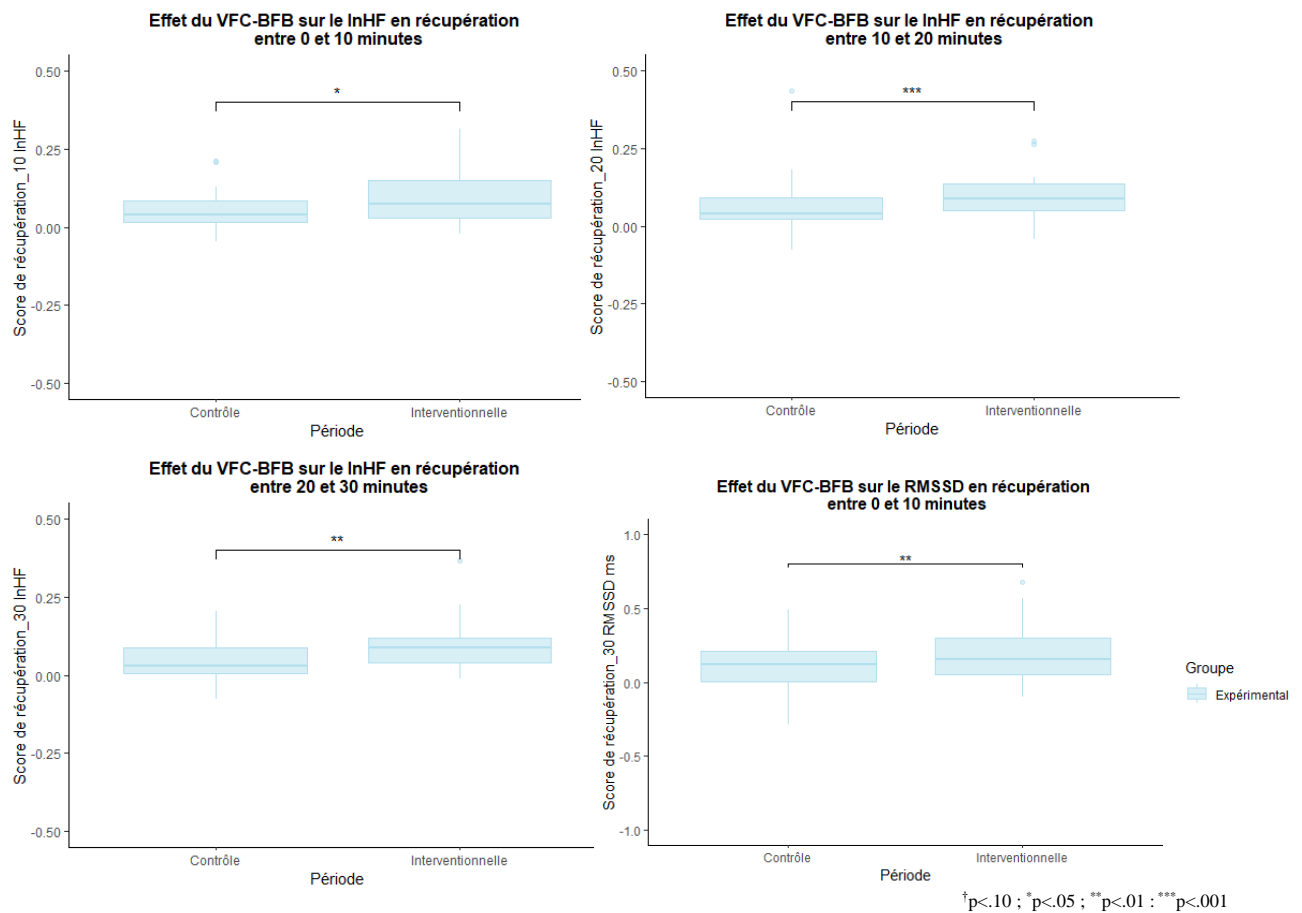 Effet du VFC-BFB sur le lnHF en récupération
entre 0 et 10 minutes
Score de récupération_10 lnHF
0.50
0.25
0.00
-0.25
-0.50
*
Contrôle
Interventionnelle
Période
Effet du VFC-BFB sur le lnHF en récupération
entre 10 et 20 minutes
Score de récupération_20 lnHF
0.50
0.25
0.00
-0.25
-0.50
***
Contrôle
Interventionnelle
Période
Effet du VFC-BFB sur le lnHF en récupération
entre 20 et 30 minutes
Score de récupération_30 lnHF
0.50
0.25
0.00
-0.25
-0.50
**
Contrôle
Interventionnelle
Période
Effet du VFC-BFB sur le RMSSD en récupération
entre 0 et 10 minutes
Score de récupération_30 RMSSD ms
1.0
0.5
0.0
-0.5
-1.0
**
Contrôle
Interventionnelle
Période
Groupe
Expérimental
†p<.10 ; *p<.05 ; **p<.01 : ***p<.001